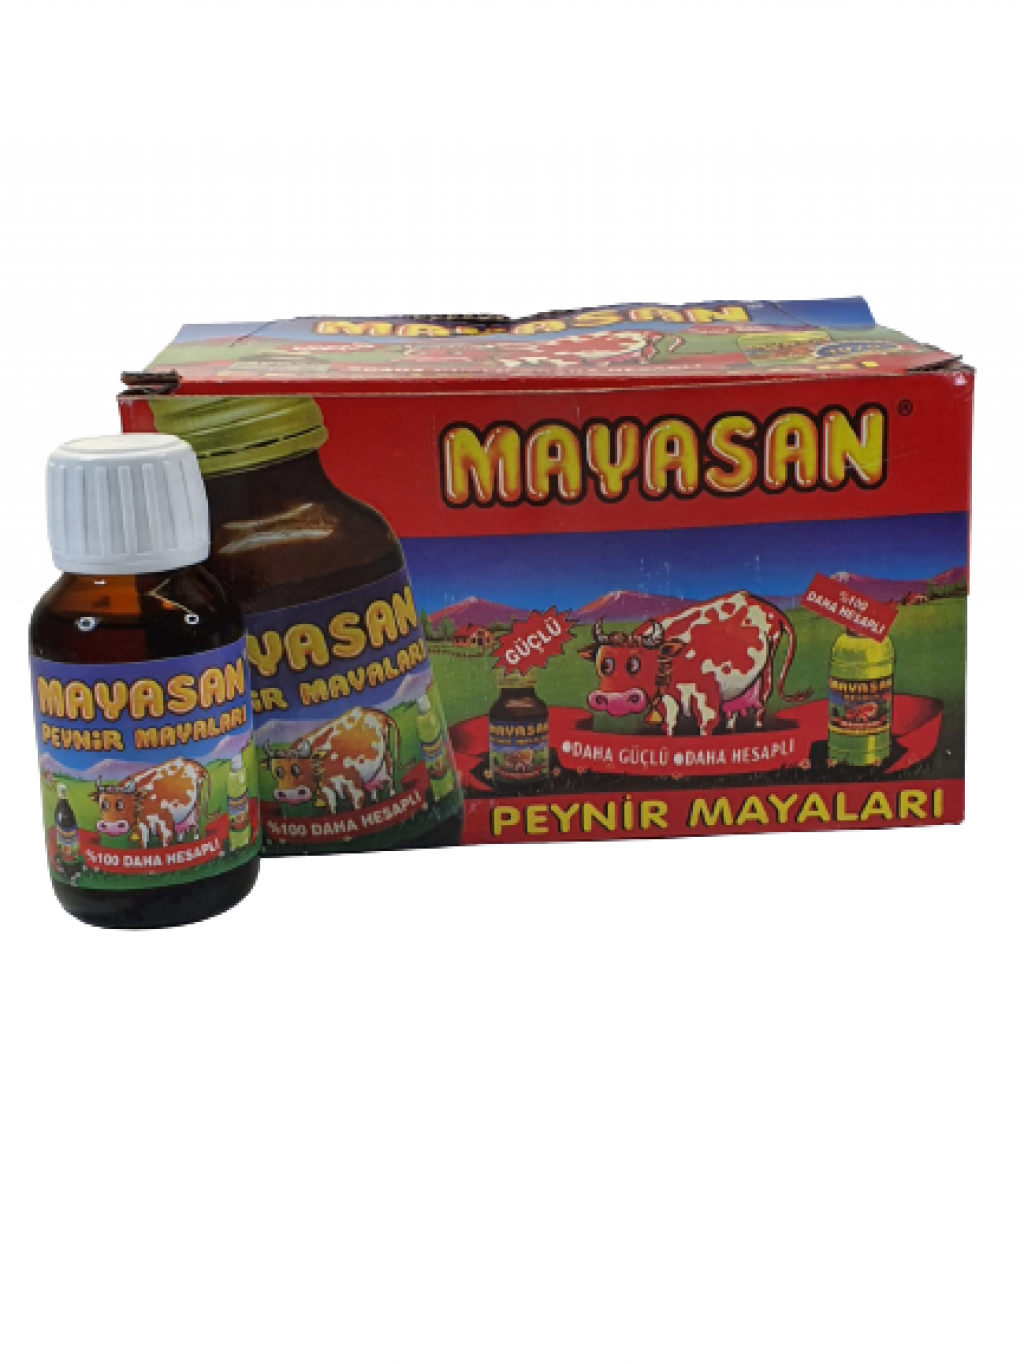 MAYASAN
MAYASAN ®
YASAN
İR MAYALARI
%100 DAHA HESAPLI
GÜÇLÜ
%100
DAHA HESAPLI
MAYASAN
MAYASAN
●DAHA GÜÇLÜ ●DAHA HESAPLI
PEYNİR MAYALARI
MAYASAN
PEYNİR MAYALARI
%100 DAHA HESAPLI